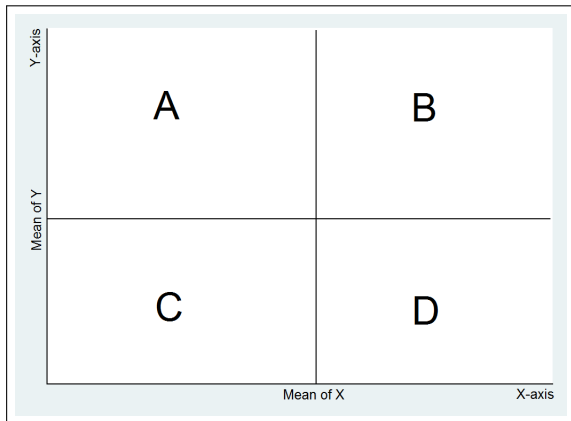 Y-axis
A
B
Mean of Y
C
D
Mean of X
X-axis